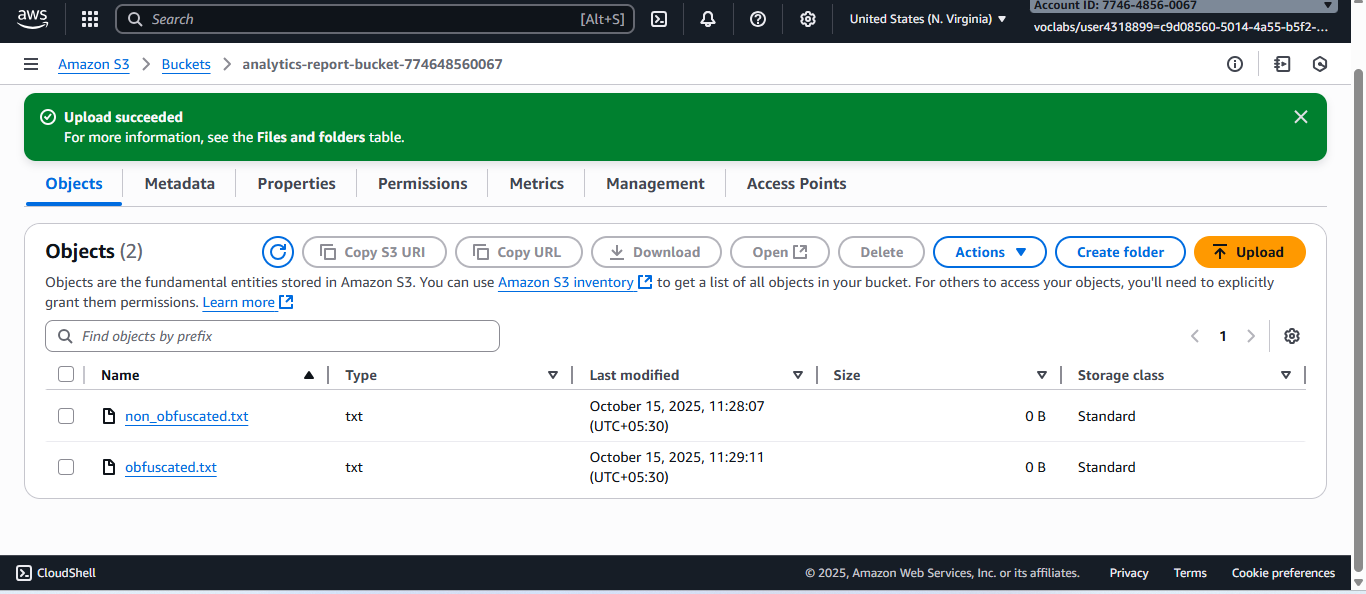 aws
Search
[Alt+S]
United States (N. Virginia)
Account ID: 7746-4856-0067
voclabs/user4318899=c9d08560-5014-4a55-b5f2-...
Amazon S3
Buckets
analytics-report-bucket-774648560067
Upload succeeded
For more information, see the Files and folders table.
Objects
Metadata
Properties
Permissions
Metrics
Management
Access Points
Objects (2)
Copy S3 URI
Copy URL
Download
Open
Delete
Actions
Create folder
Upload
Objects are the fundamental entities stored in Amazon S3. You can use Amazon S3 inventory to get a list of all objects in your bucket. For others to access your objects, you'll need to explicitly
grant them permissions. Learn more
Find objects by prefix
1
Name
Type
Last modified
Size
Storage class
non_obfuscated.txt
txt
October 15, 2025, 11:28:07
(UTC+05:30)
0 B
Standard
obfuscated.txt
txt
October 15, 2025, 11:29:11
(UTC+05:30)
0 B
Standard
CloudShell
© 2025, Amazon Web Services, Inc. or its affiliates.
Privacy
Terms
Cookie preferences